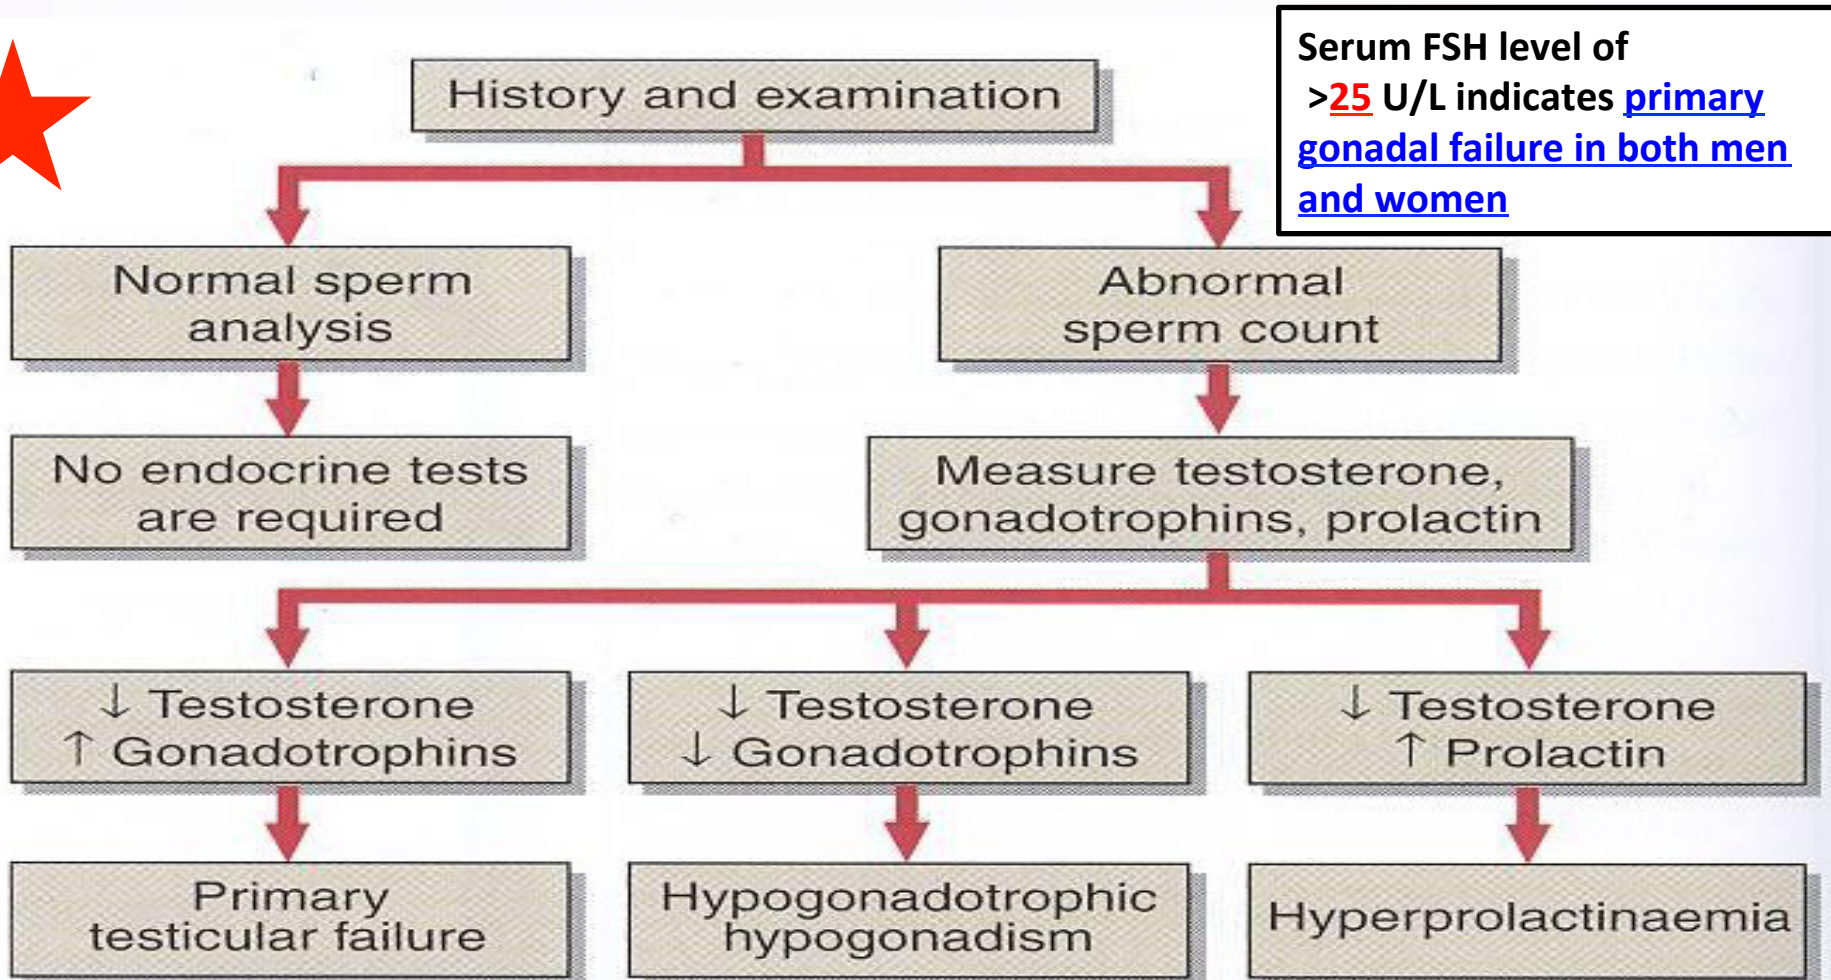 Serum FSH level of
>25 U/L indicates primary
gonadal failure in both men
and women
History and examination
Normal sperm
analysis
Abnormal
sperm count
No endocrine tests
are required
Measure testosterone,
gonadotrophins, prolactin
↓ Testosterone
↑ Gonadotrophins
↓ Testosterone
↓ Gonadotrophins
↓ Testosterone
↑ Prolactin
Primary
testicular failure
Hypogonadotrophic
hypogonadism
Hyperprolactinaemia